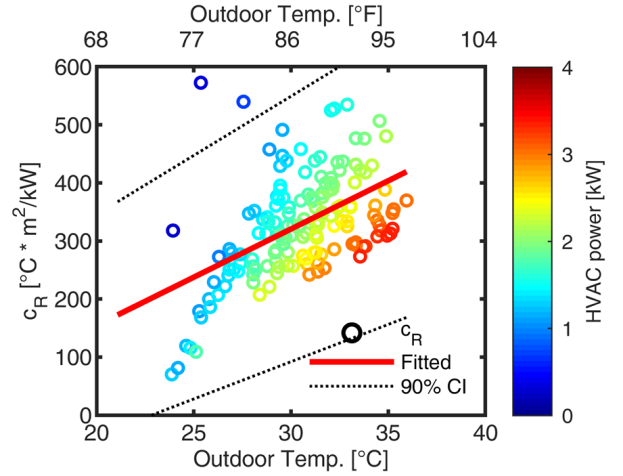 Outdoor Temp. [°F]
68 77 86 95 104
600
500
400
300
200
100
0
c_R [°C * m²/kW]
20 25 30 35 40
Outdoor Temp. [°C]
c_R
Fitted
90% CI
4
3
2
1
0
HVAC power [kW]